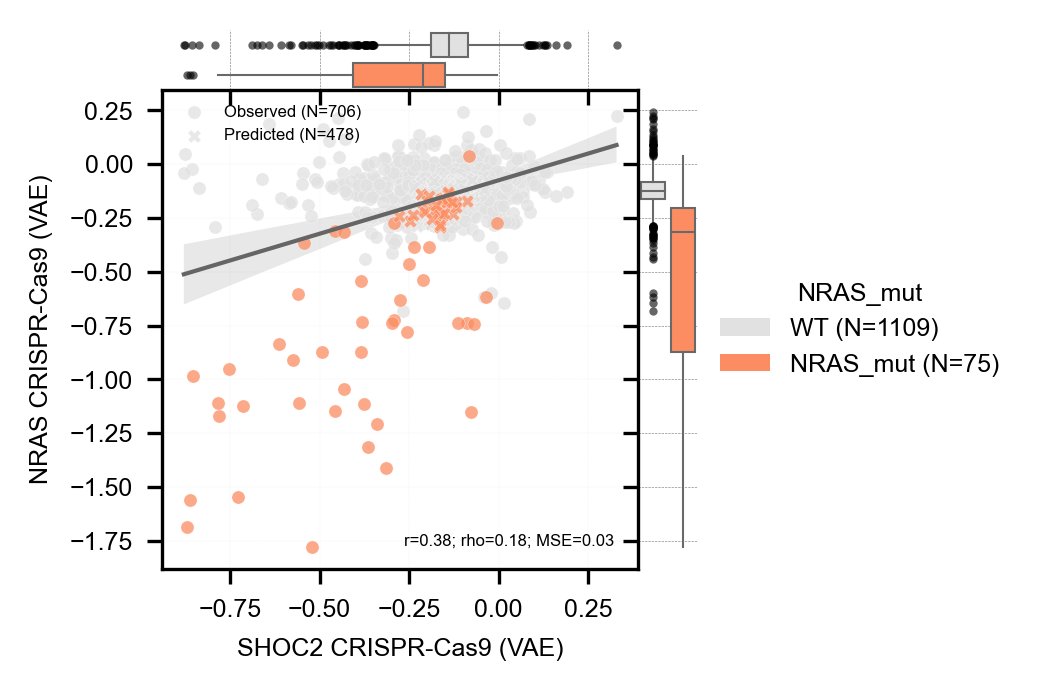 Observed (N=706)
Predicted (N=478)
0.25
0.00
−0.25
−0.50
−0.75
−1.00
−1.25
−1.50
−1.75
NRAS CRISPR-Cas9 (VAE)
r=0.38; rho=0.18; MSE=0.03
−0.75
−0.50
−0.25
0.00
0.25
SHOC2 CRISPR-Cas9 (VAE)
NRAS_mut
WT (N=1109)
NRAS_mut (N=75)